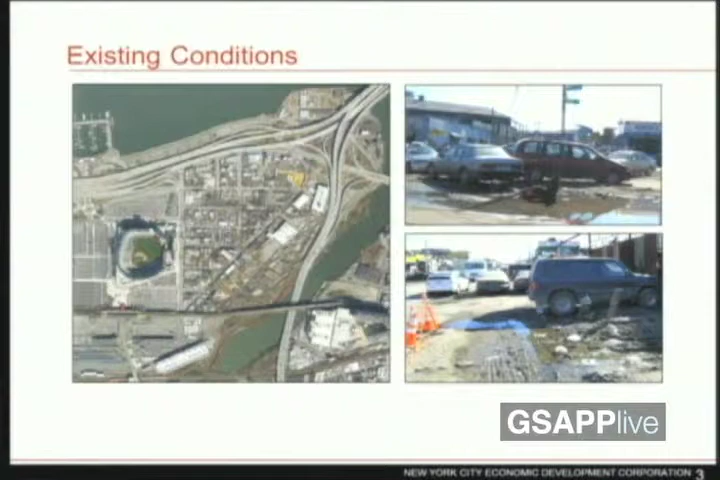 Existing Conditions
GSAPPlive
NEW YORK CITY ECONOMIC DEVELOPMENT CORPORATION 3